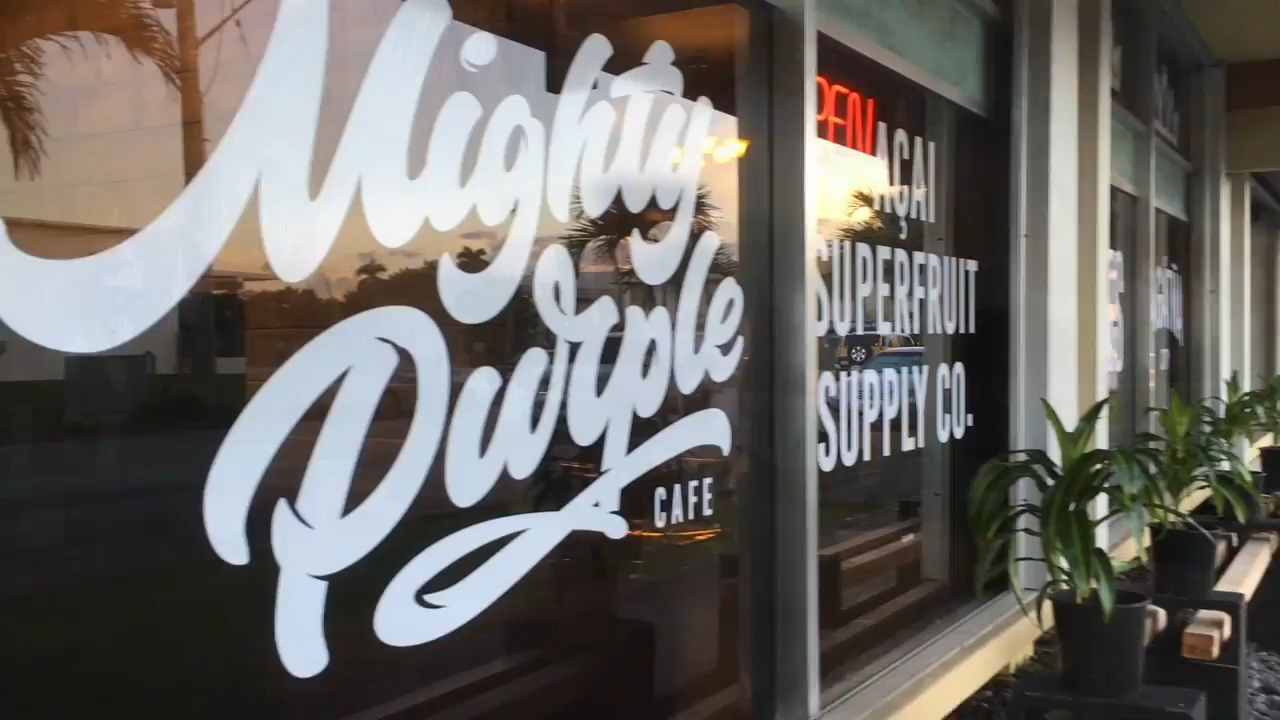 Mighty
Purple
CAFE
PEN
AÇAI
SUPERFRUIT
SUPPLY CO.